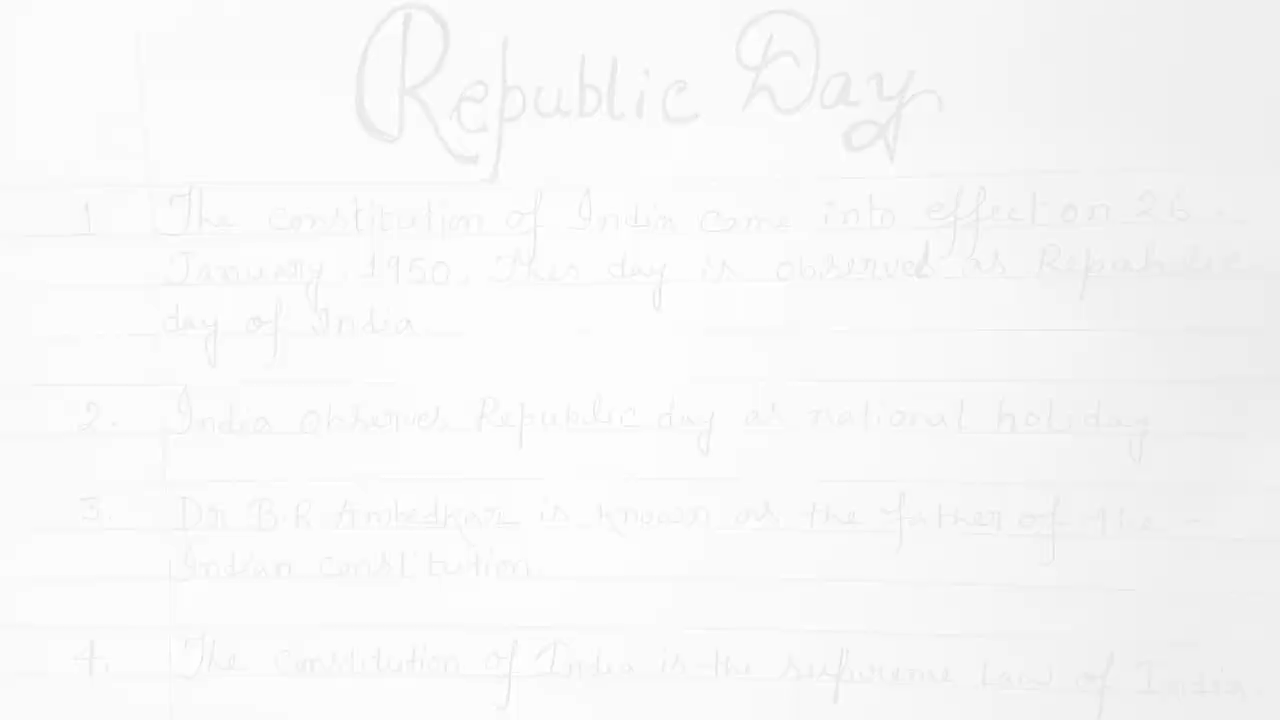 Republic Day
1 The constitution of India came into effect on 26
January 1950. This day is observed as Republic
day of India
2. India observes Republic day as national holiday
3. Dr B.R Ambedkar is known as the father of the -
Indian constitution.
4. The constitution of India is the supreme law of India.